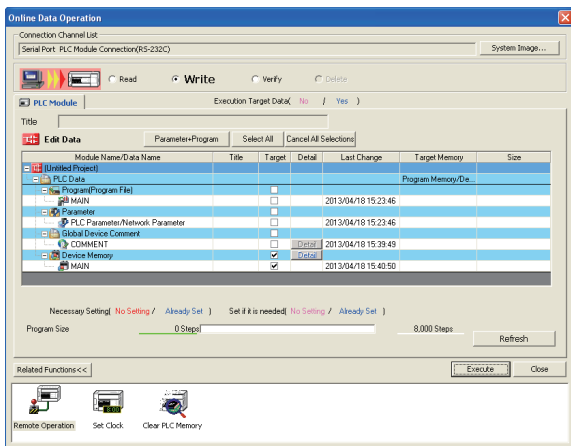 Online Data Operation
Connection Channel List
Serial Port PLC Module Connection(RS-232C)
System Image...
Read
Write
Verify
Delete
PLC Module
Execution Target Data( No / Yes )
Title
Edit Data
Parameter+Program
Select All
Cancel All Selections
Module Name/Data Name Title Target Detail Last Change Target Memory Size
(Untitled Project)
PLC Data Program Memory/De...
Program(Program File)
MAIN 2013/04/18 15:23:46
Parameter
PLC Parameter/Network Parameter 2013/04/18 15:23:46
Global Device Comment
COMMENT Detail 2013/04/18 15:39:49
Device Memory Detail
MAIN 2013/04/18 15:40:50
Necessary Setting( No Setting / Already Set ) Set if it is needed( No Setting / Already Set )
Program Size 0 Steps 8,000 Steps
Refresh
Related Functions<<
Execute
Close
Remote Operation
Set Clock
Clear PLC Memory